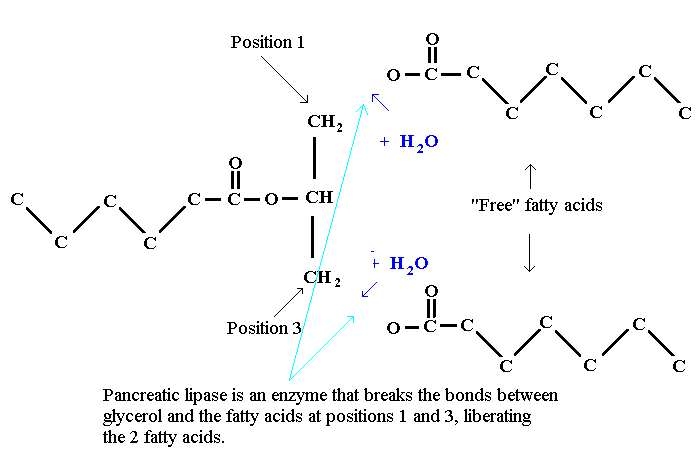 Position 1
O
O C C C C C C C
CH2
+ H2O
O
C C C C C C O CH
"Free" fatty acids
+ H2O
CH2
O
Position 3
O C C C C C C C
Pancreatic lipase is an enzyme that breaks the bonds between
glycerol and the fatty acids at positions 1 and 3, liberating
the 2 fatty acids.